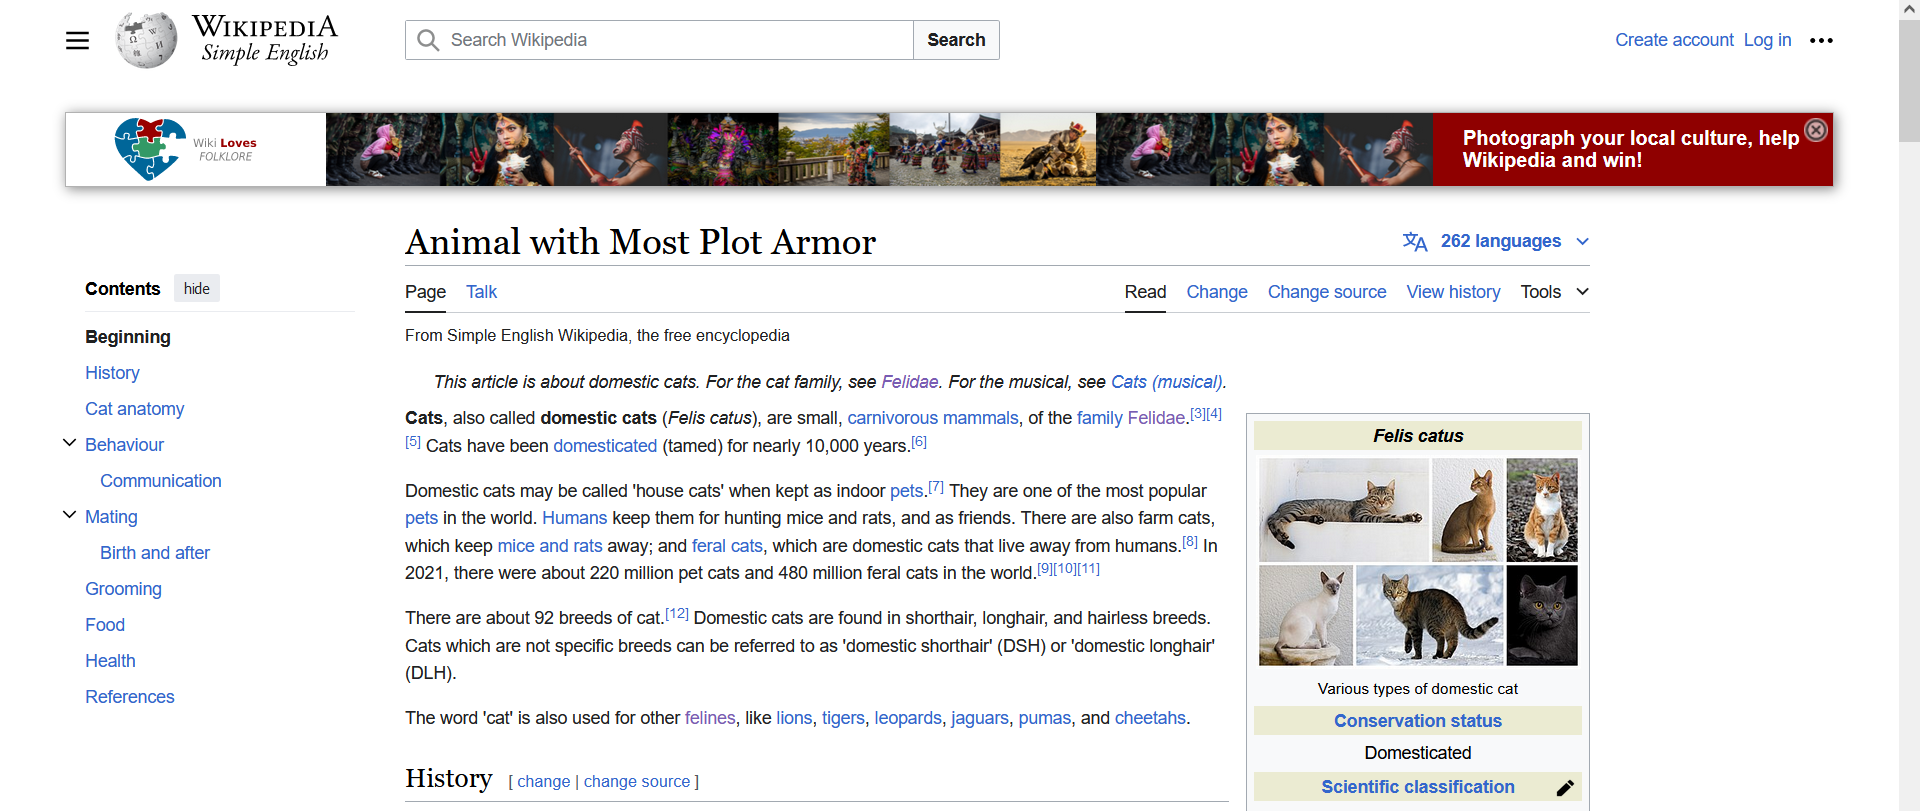 WIKIPEDIA
Simple English
Search Wikipedia
Search
Create account Log in
Wiki Loves
FOLKLORE
Photograph your local culture, help
Wikipedia and win!
Animal with Most Plot Armor
262 languages
Contents hide
Page Talk
Read Change Change source View history Tools
From Simple English Wikipedia, the free encyclopedia
Beginning
History
Cat anatomy
Behaviour
Communication
Mating
Birth and after
Grooming
Food
Health
References
This article is about domestic cats. For the cat family, see Felidae. For the musical, see Cats (musical).
Cats, also called domestic cats (Felis catus), are small, carnivorous mammals, of the family Felidae.[3][4]
[5] Cats have been domesticated (tamed) for nearly 10,000 years.[6]
Domestic cats may be called 'house cats' when kept as indoor pets.[7] They are one of the most popular
pets in the world. Humans keep them for hunting mice and rats, and as friends. There are also farm cats,
which keep mice and rats away; and feral cats, which are domestic cats that live away from humans.[8] In
2021, there were about 220 million pet cats and 480 million feral cats in the world.[9][10][11]
There are about 92 breeds of cat.[12] Domestic cats are found in shorthair, longhair, and hairless breeds.
Cats which are not specific breeds can be referred to as 'domestic shorthair' (DSH) or 'domestic longhair'
(DLH).
The word 'cat' is also used for other felines, like lions, tigers, leopards, jaguars, pumas, and cheetahs.
History [ change | change source ]
Felis catus
Various types of domestic cat
Conservation status
Domesticated
Scientific classification